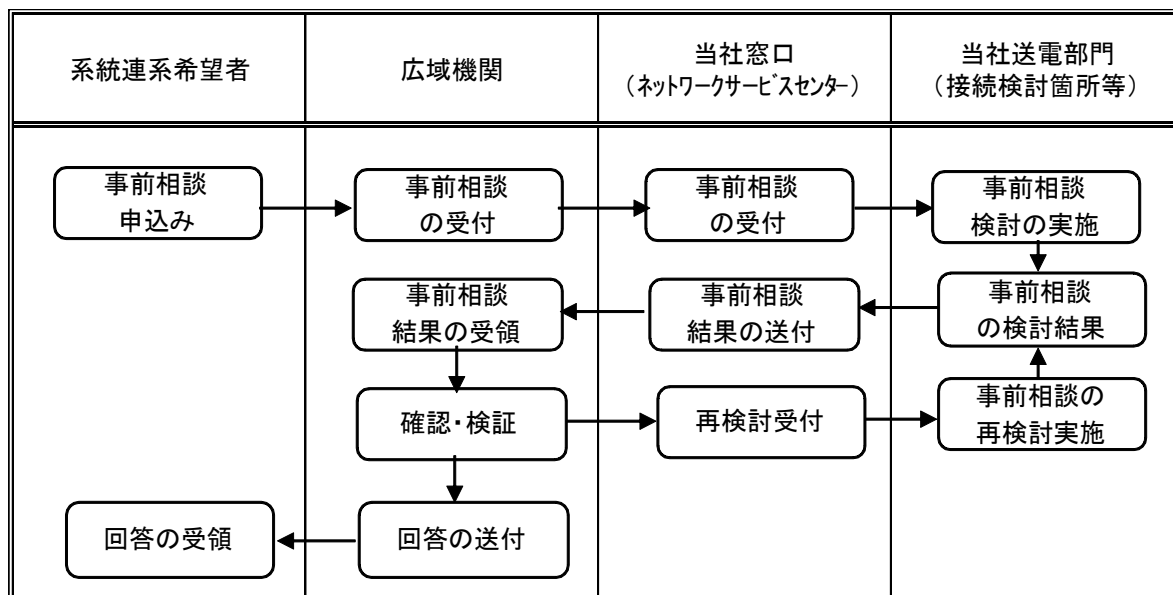 系統連系希望者
広域機関
当社窓口
（ネットワークサービスセンター）
当社送電部門
（接続検討箇所等）
事前相談
申込み
事前相談
の受付
事前相談
の受付
事前相談
検討の実施
事前相談
結果の受領
事前相談
結果の送付
事前相談
の検討結果
確認・検証
再検討受付
事前相談の
再検討実施
回答の受領
回答の送付